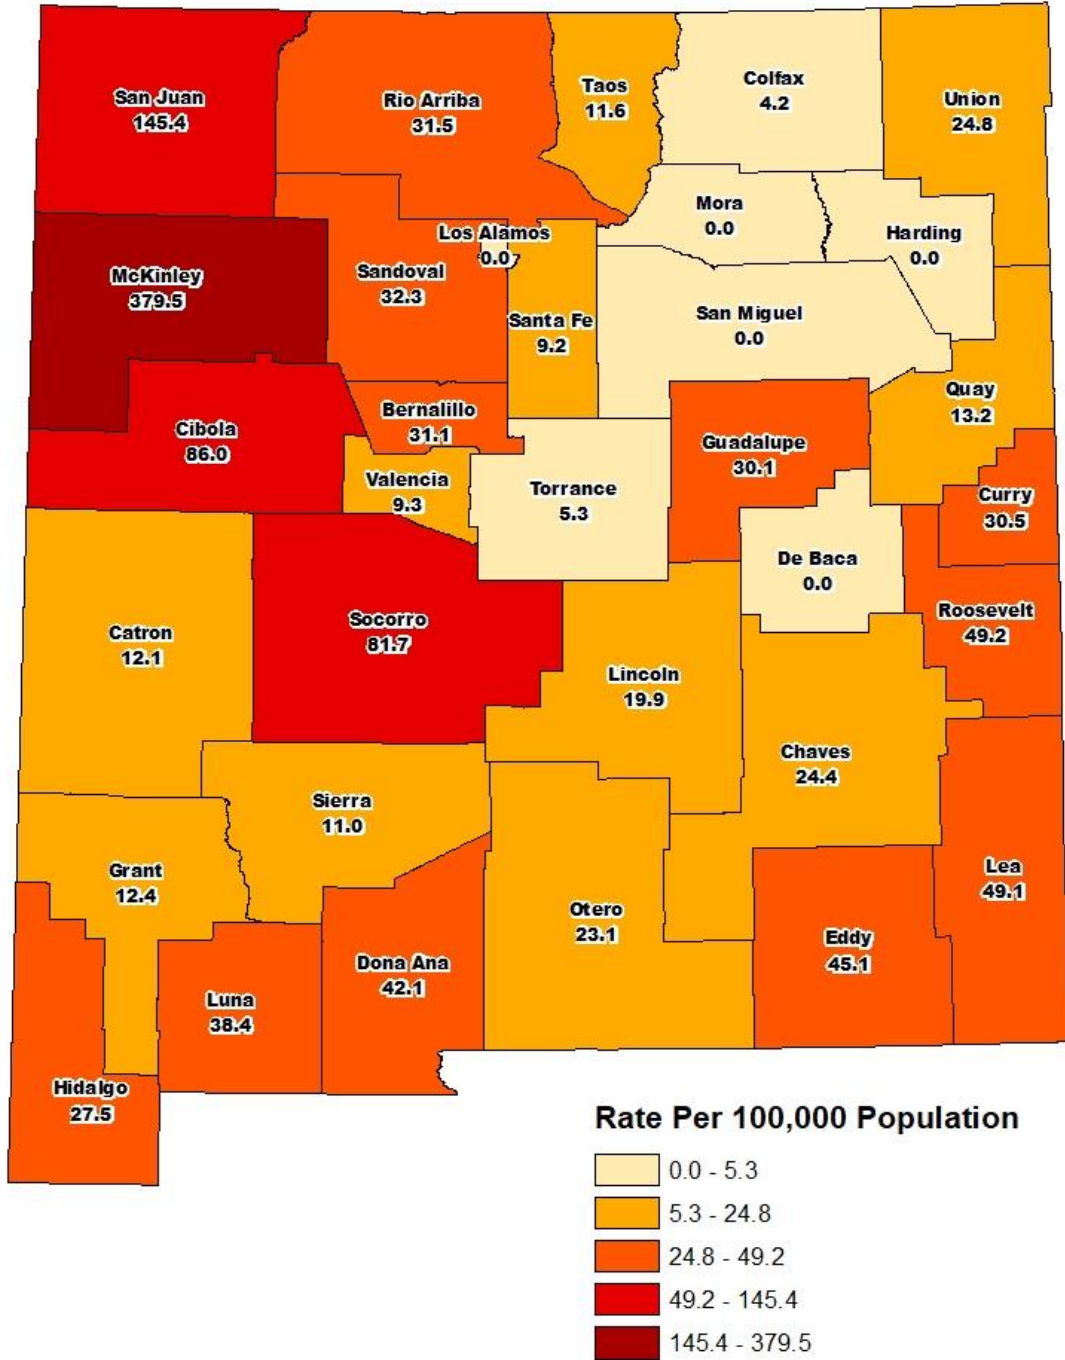 San Juan
145.4
Rio Arriba
31.5
Taos
11.6
Colfax
4.2
Union
24.8
Mora
0.0
Harding
0.0
Los Alamos
0.0
McKinley
379.5
Sandoval
32.3
Santa Fe
9.2
San Miguel
0.0
Quay
13.2
Cibola
86.0
Bernalillo
31.1
Guadalupe
30.1
Valencia
9.3
Torrance
5.3
Curry
30.5
De Baca
0.0
Roosevelt
49.2
Catron
12.1
Socorro
81.7
Lincoln
19.9
Chaves
24.4
Sierra
11.0
Grant
12.4
Otero
23.1
Lea
49.1
Eddy
45.1
Dona Ana
42.1
Luna
38.4
Hidalgo
27.5
Rate Per 100,000 Population
0.0 - 5.3
5.3 - 24.8
24.8 - 49.2
49.2 - 145.4
145.4 - 379.5